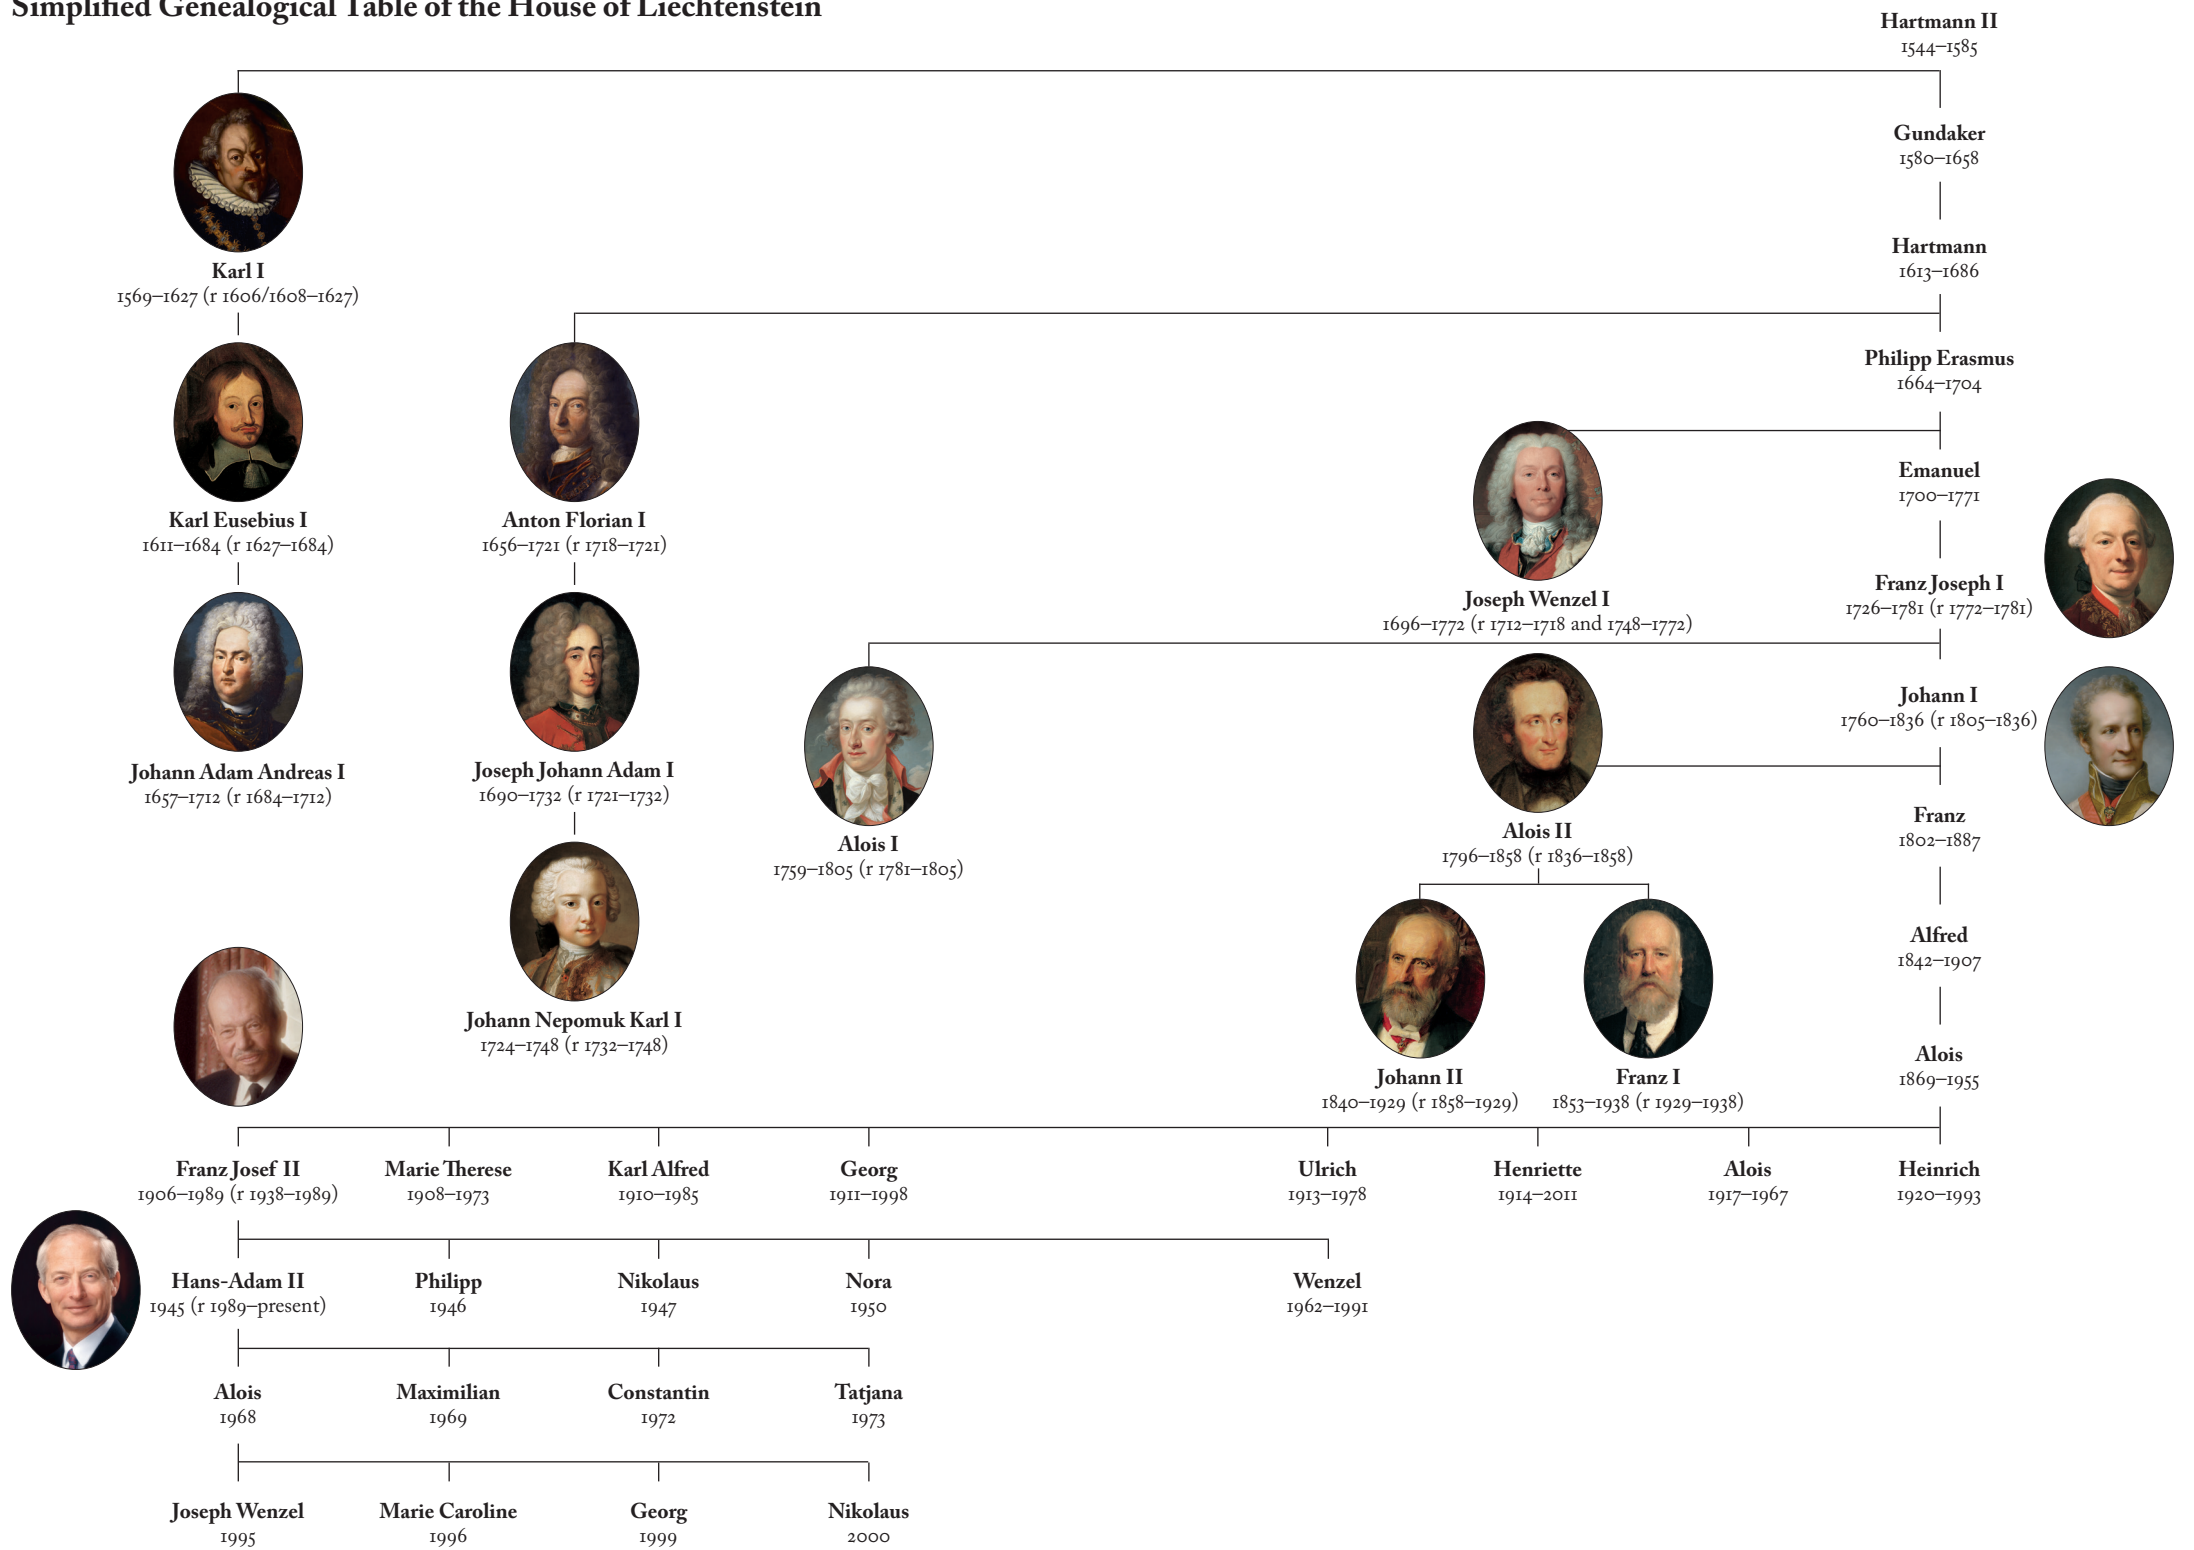 Simplified Genealogical Table of the House of Liechtenstein
Hartmann II
1544–1585
Gundaker
1580–1658
Hartmann
1613–1686
Karl I
1569–1627 (r 1606/1608–1627)
Philipp Erasmus
1664–1704
Emanuel
1700–1771
Karl Eusebius I
1611–1684 (r 1627–1684)
Anton Florian I
1656–1721 (r 1718–1721)
Joseph Wenzel I
1696–1772 (r 1712–1718 and 1748–1772)
Franz Joseph I
1726–1781 (r 1772–1781)
Johann I
1760–1836 (r 1805–1836)
Johann Adam Andreas I
1657–1712 (r 1684–1712)
Joseph Johann Adam I
1690–1732 (r 1721–1732)
Alois I
1759–1805 (r 1781–1805)
Alois II
1796–1858 (r 1836–1858)
Franz
1802–1887
Alfred
1842–1907
Johann Nepomuk Karl I
1724–1748 (r 1732–1748)
Johann II
1840–1929 (r 1858–1929)
Franz I
1853–1938 (r 1929–1938)
Alois
1869–1955
Franz Josef II
1906–1989 (r 1938–1989)
Marie Therese
1908–1973
Karl Alfred
1910–1985
Georg
1911–1998
Ulrich
1913–1978
Henriette
1914–2011
Alois
1917–1967
Heinrich
1920–1993
Hans-Adam II
1945 (r 1989–present)
Philipp
1946
Nikolaus
1947
Nora
1950
Wenzel
1962–1991
Alois
1968
Maximilian
1969
Constantin
1972
Tatjana
1973
Joseph Wenzel
1995
Marie Caroline
1996
Georg
1999
Nikolaus
2000